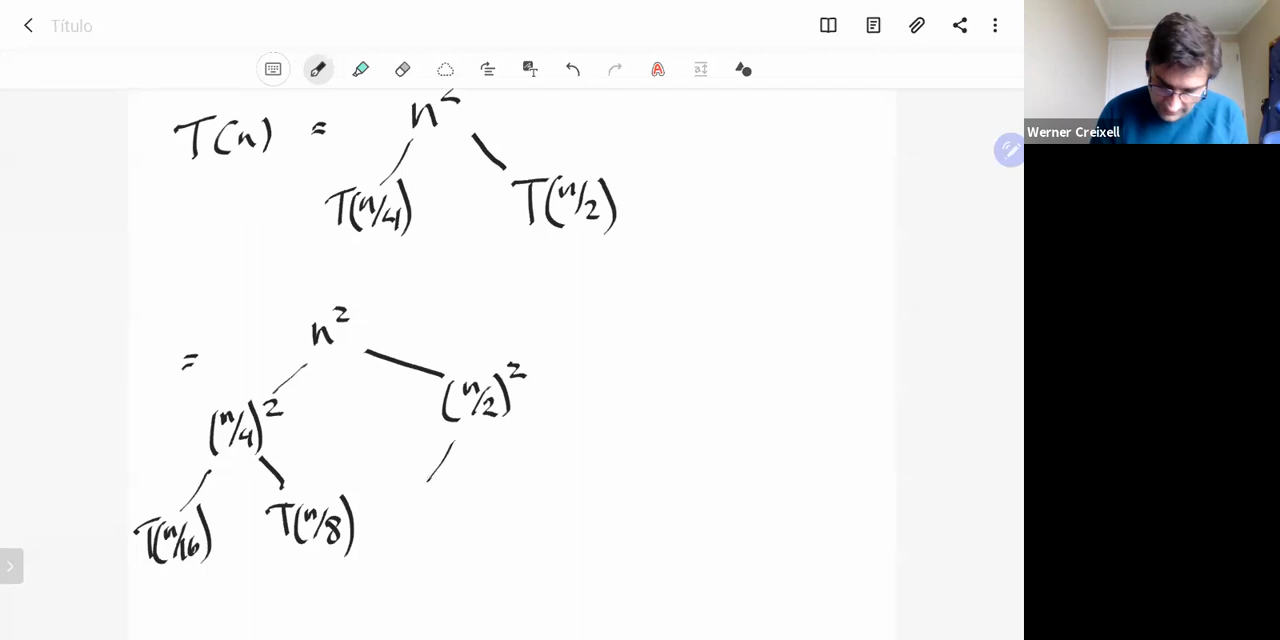 Título
Werner Creixell
T(n) = n²
T(n/4) T(n/2)
= n²
(n/4)² (n/2)²
T(n/16) T(n/8)